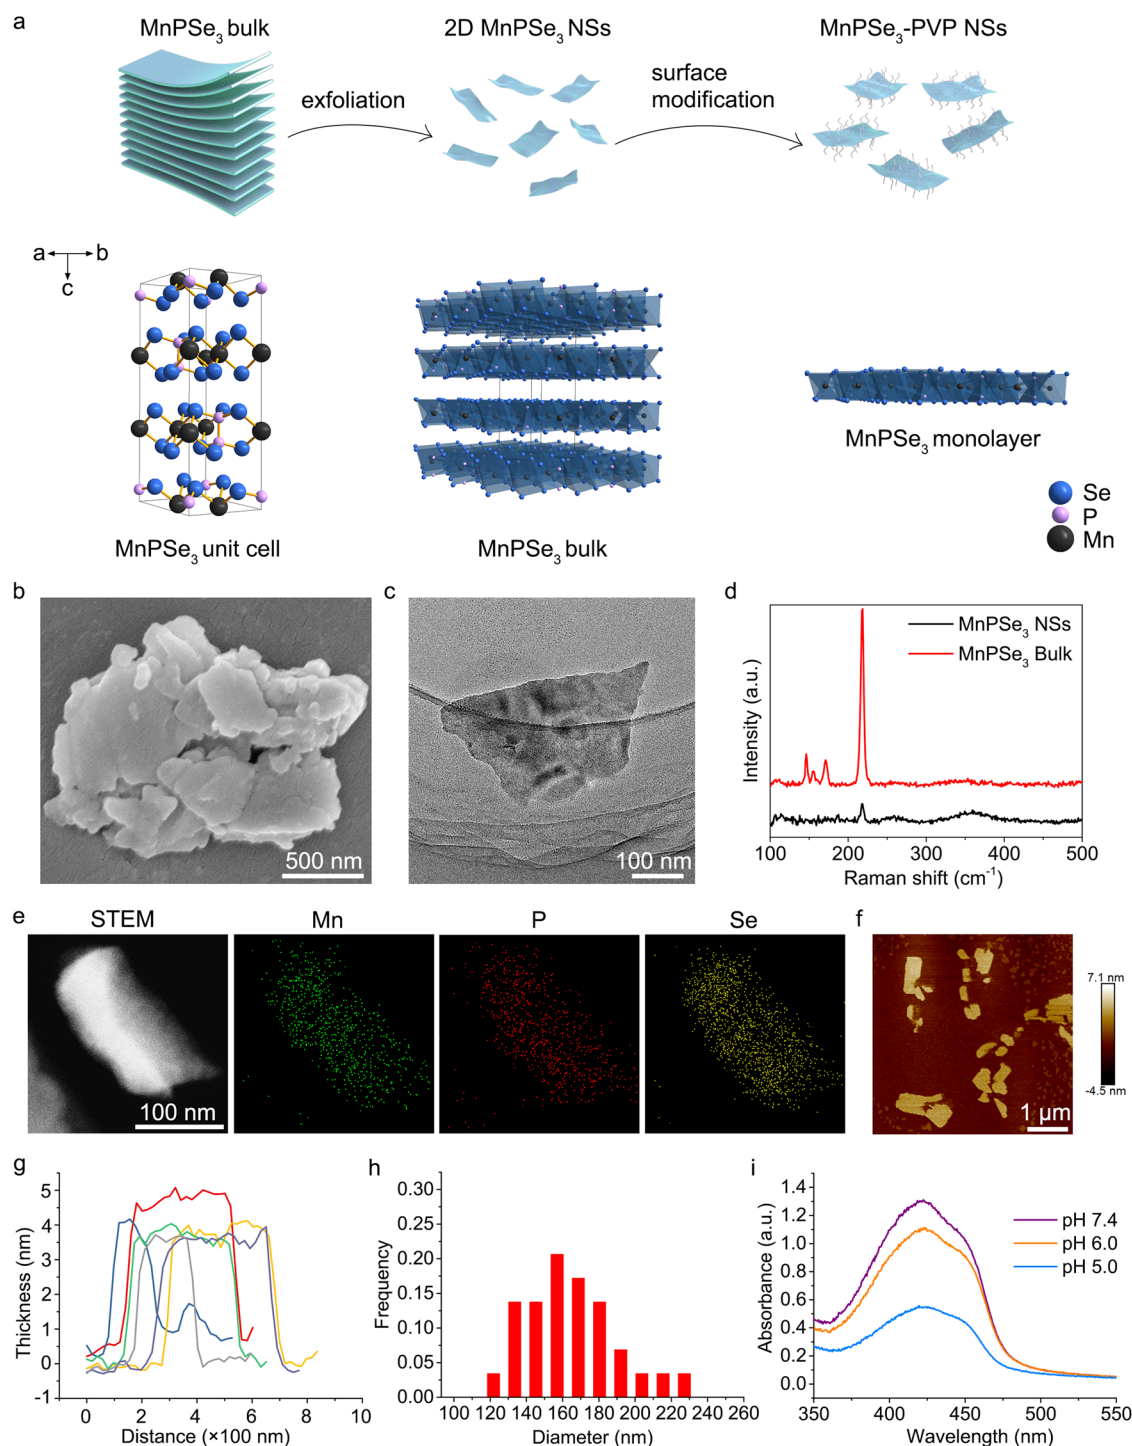 a
MnPSe3 bulk
2D MnPSe3 NSs
MnPSe3-PVP NSs
exfoliation
surface
modification
a
b
c
MnPSe3 monolayer
Se
P
Mn
MnPSe3 unit cell
MnPSe3 bulk
b
500 nm
c
100 nm
d
MnPSe3 NSs
MnPSe3 Bulk
Intensity (a.u.)
100 200 300 400 500
Raman shift (cm-1)
e
STEM
Mn
P
Se
100 nm
f
7.1 nm
-4.5 nm
1 µm
g
5
4
3
2
1
0
-1
Thickness (nm)
0 2 4 6 8 10
Distance (×100 nm)
h
0.30
0.25
0.20
0.15
0.10
0.05
0.00
Frequency
100 120 140 160 180 200 220 240 260
Diameter (nm)
i
1.4
1.2
1.0
0.8
0.6
0.4
0.2
0.0
Absorbance (a.u.)
pH 7.4
pH 6.0
pH 5.0
350 400 450 500 550
Wavelength (nm)